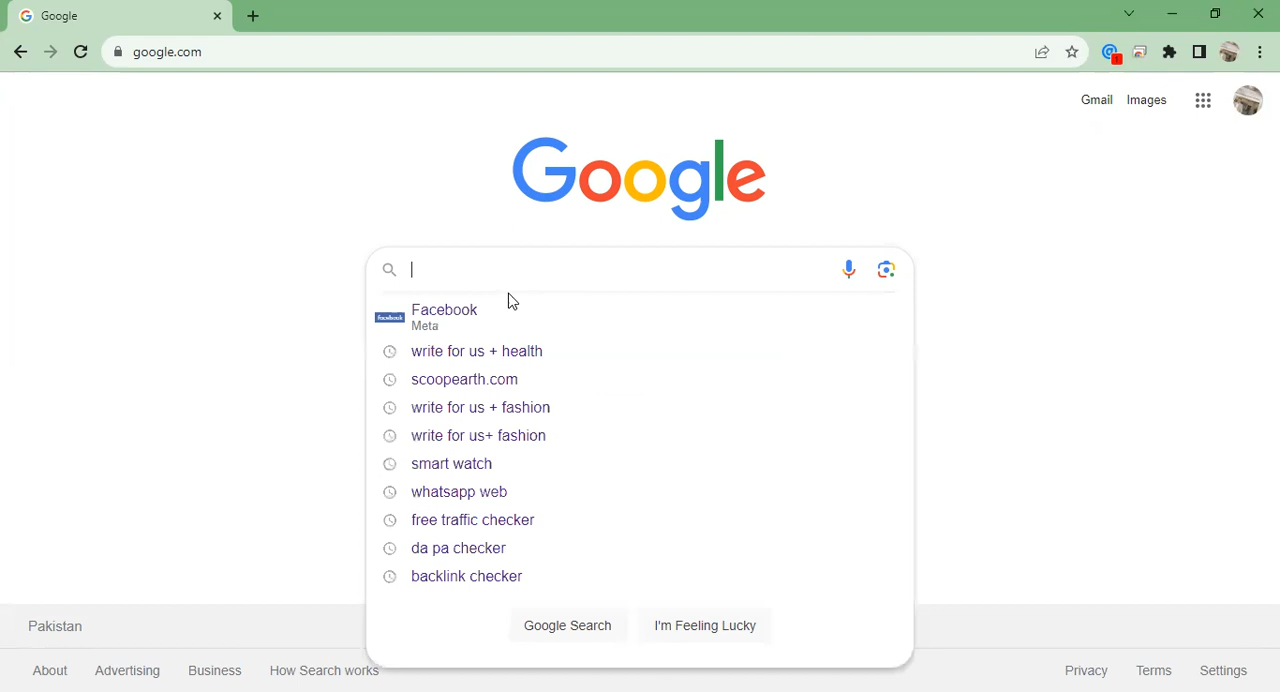 Google
google.com
Gmail Images
Google
facebook Facebook
Meta
write for us + health
scoopearth.com
write for us + fashion
write for us+ fashion
smart watch
whatsapp web
free traffic checker
da pa checker
backlink checker
Google Search I'm Feeling Lucky
Pakistan
About Advertising Business How Search works Privacy Terms Settings